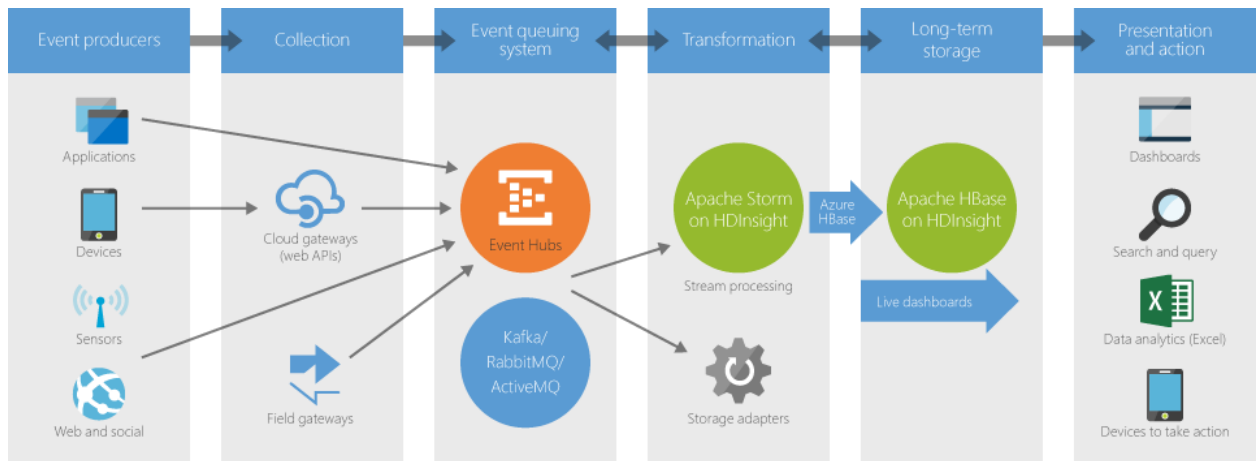 Event producers
Collection
Event queuing
system
Transformation
Long-term
storage
Presentation
and action
Applications
Devices
Sensors
Web and social
Cloud gateways
(web APIs)
Field gateways
Event Hubs
Kafka/
RabbitMQ/
ActiveMQ
Apache Storm
on HDInsight
Stream processing
Storage adapters
Azure
HBase
Apache HBase
on HDInsight
Live dashboards
Dashboards
Search and query
X
Data analytics (Excel)
Devices to take action